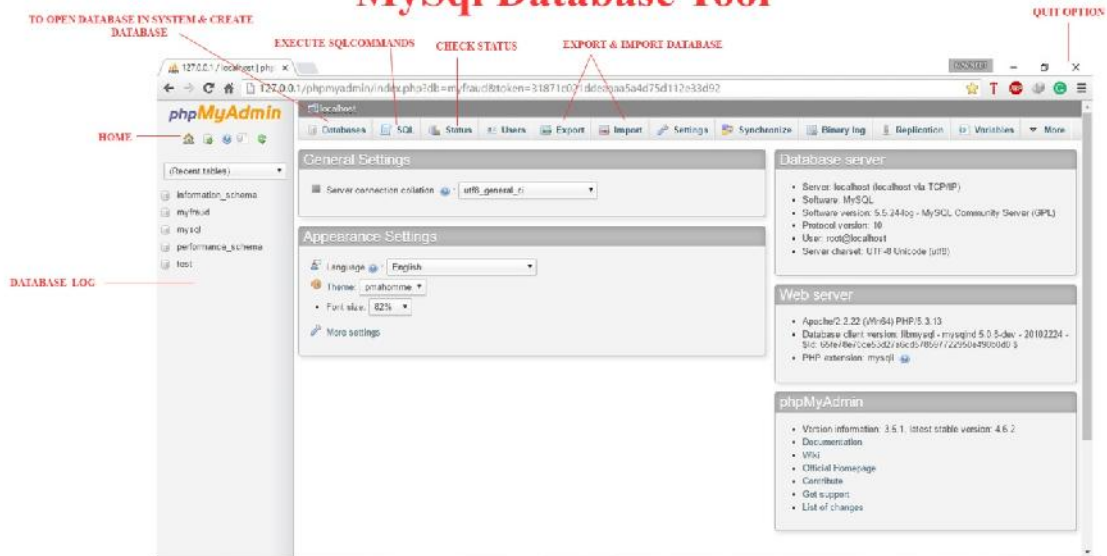 MySql Database Tool
TO OPEN DATABASE IN SYSTEM & CREATE
DATABASE
QUIT OPTION
EXECUTE SQLCOMMANDS
CHECK STATUS
EXPORT & IMPORT DATABASE
127.0.0.1 / localhost | php
127.0.0.1/phpmyadmin/index.php?db=myfraud&token=
phpMyAdmin
localhost
Databases
SQL
Status
Users
Export
Import
Settings
Synchronize
Binary log
Replication
Variables
More
HOME
(Recent tables)
information_schema
myfraud
mysql
performance_schema
test
DATABASE LOG
General Settings
Server connection collation : utf8_general_ci
Appearance Settings
Language : English
Theme: pmahomme
Font size: 82%
More settings
Database server
Server: localhost (localhost via TCP/IP)
Software: MySQL
Software version: 5.5.24-log - MySQL Community Server (GPL)
Protocol version: 10
User: root@localhost
Server charset: UTF-8 Unicode (utf8)
Web server
Apache/2.2.22 (Win64) PHP/5.3.13
Database client version: libmysql - mysqlnd 5.0.8-dev - 20102224 -
PHP extension: mysqli
phpMyAdmin
Version information: 3.5.1, latest stable version: 4.6.2
Documentation
Wiki
Official Homepage
Contribute
Get support
List of changes